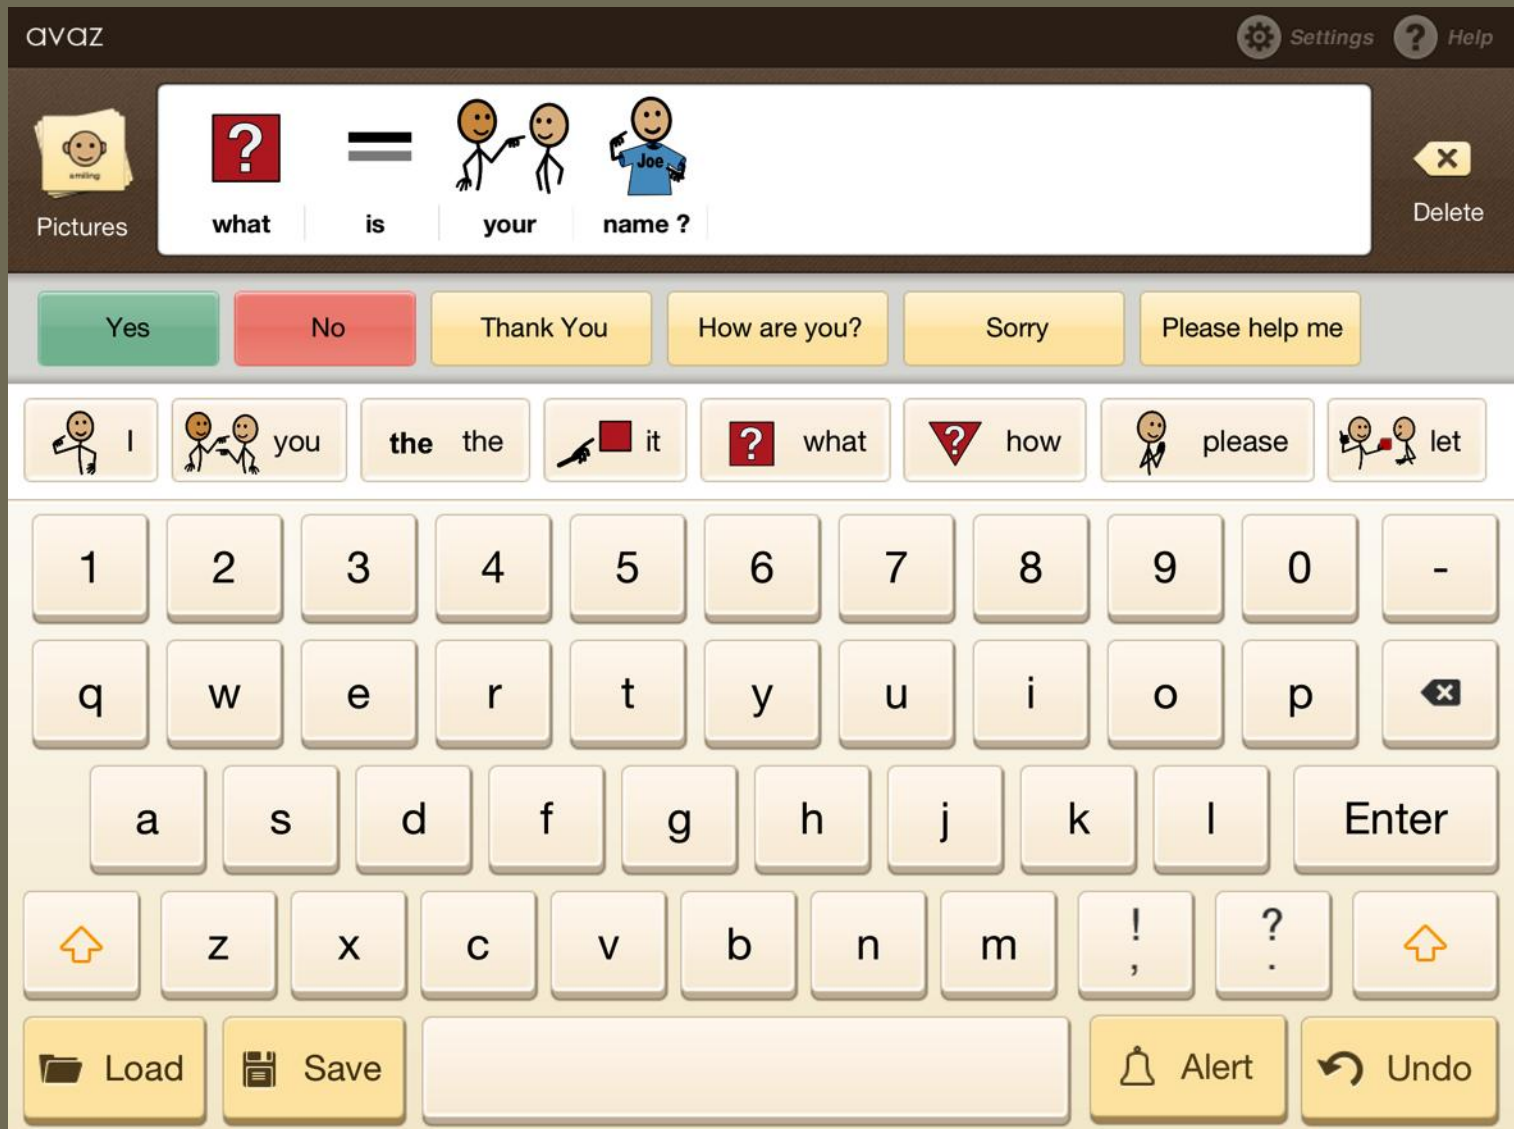 avaz Settings ? Help
smiling
Pictures
? Joe
what is your name ?
Delete
Yes No Thank You How are you? Sorry Please help me
I you the the it ? what ? how please let
1 2 3 4 5 6 7 8 9 0 -
q w e r t y u i o p
a s d f g h j k l Enter
z x c v b n m ! , ? .
Load Save Alert Undo